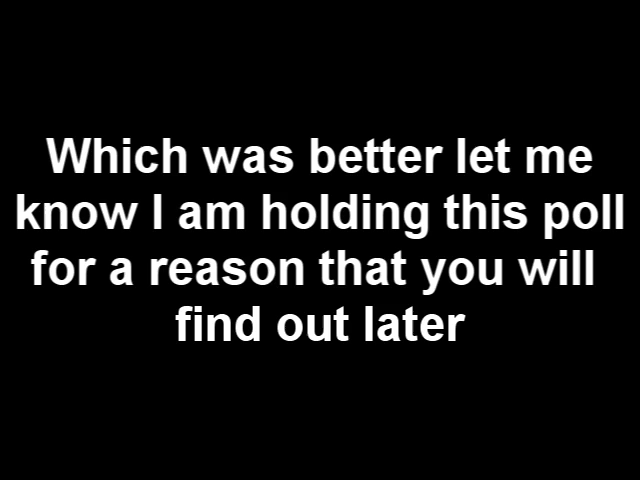 Which was better let me
know I am holding this poll
for a reason that you will
find out later